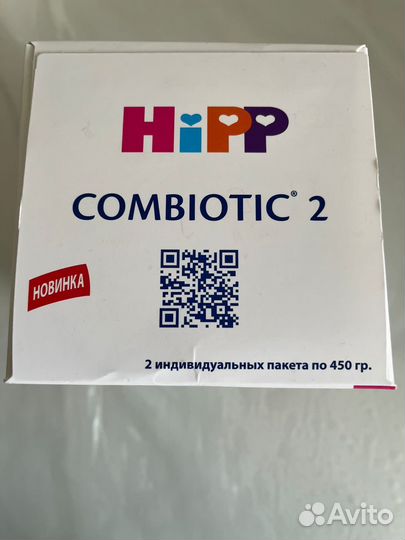 HiPP
COMBIOTIC® 2
НОВИНКА
2 индивидуальных пакета по 450 гр.
Avito